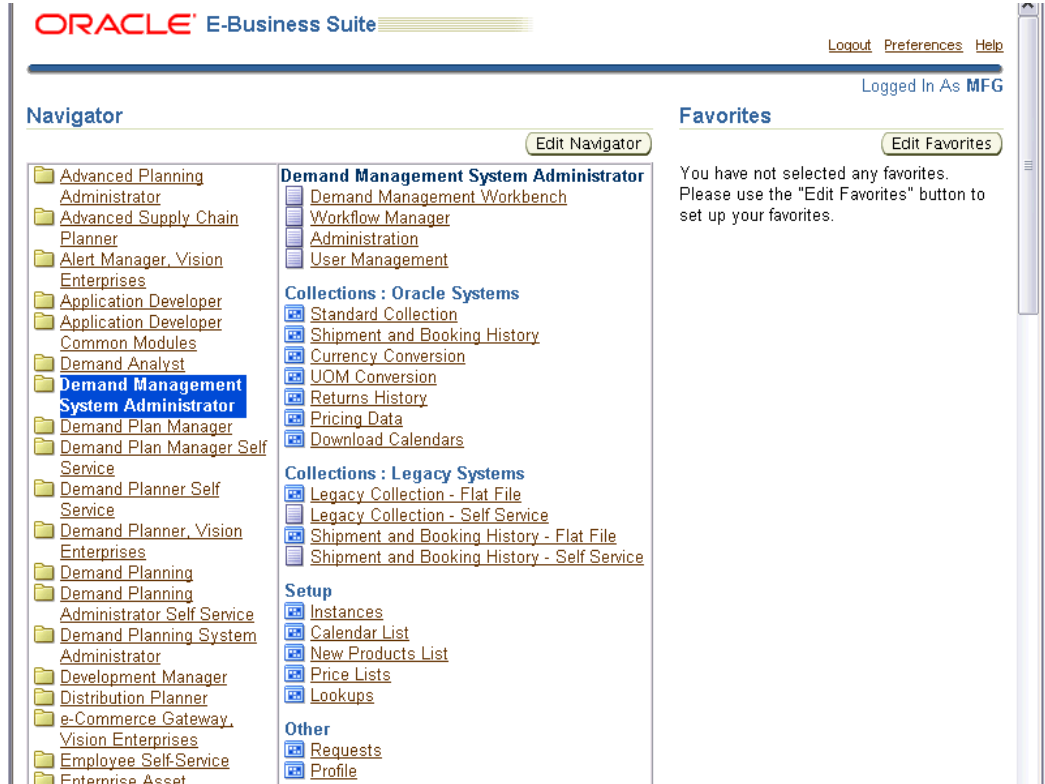 ORACLE E-Business Suite
Logout Preferences Help
Logged In As MFG
Navigator
Edit Navigator
Advanced Planning
Administrator
Advanced Supply Chain
Planner
Alert Manager, Vision
Enterprises
Application Developer
Application Developer
Common Modules
Demand Analyst
Demand Management
System Administrator
Demand Plan Manager
Demand Plan Manager Self
Service
Demand Planner Self
Service
Demand Planner, Vision
Enterprises
Demand Planning
Demand Planning
Administrator Self Service
Demand Planning System
Administrator
Development Manager
Distribution Planner
e-Commerce Gateway,
Vision Enterprises
Employee Self-Service
Enterprise Asset
Demand Management System Administrator
Demand Management Workbench
Workflow Manager
Administration
User Management
Collections : Oracle Systems
Standard Collection
Shipment and Booking History
Currency Conversion
UOM Conversion
Returns History
Pricing Data
Download Calendars
Collections : Legacy Systems
Legacy Collection - Flat File
Legacy Collection - Self Service
Shipment and Booking History - Flat File
Shipment and Booking History - Self Service
Setup
Instances
Calendar List
New Products List
Price Lists
Lookups
Other
Requests
Profile
Favorites
Edit Favorites
You have not selected any favorites.
Please use the "Edit Favorites" button to
set up your favorites.